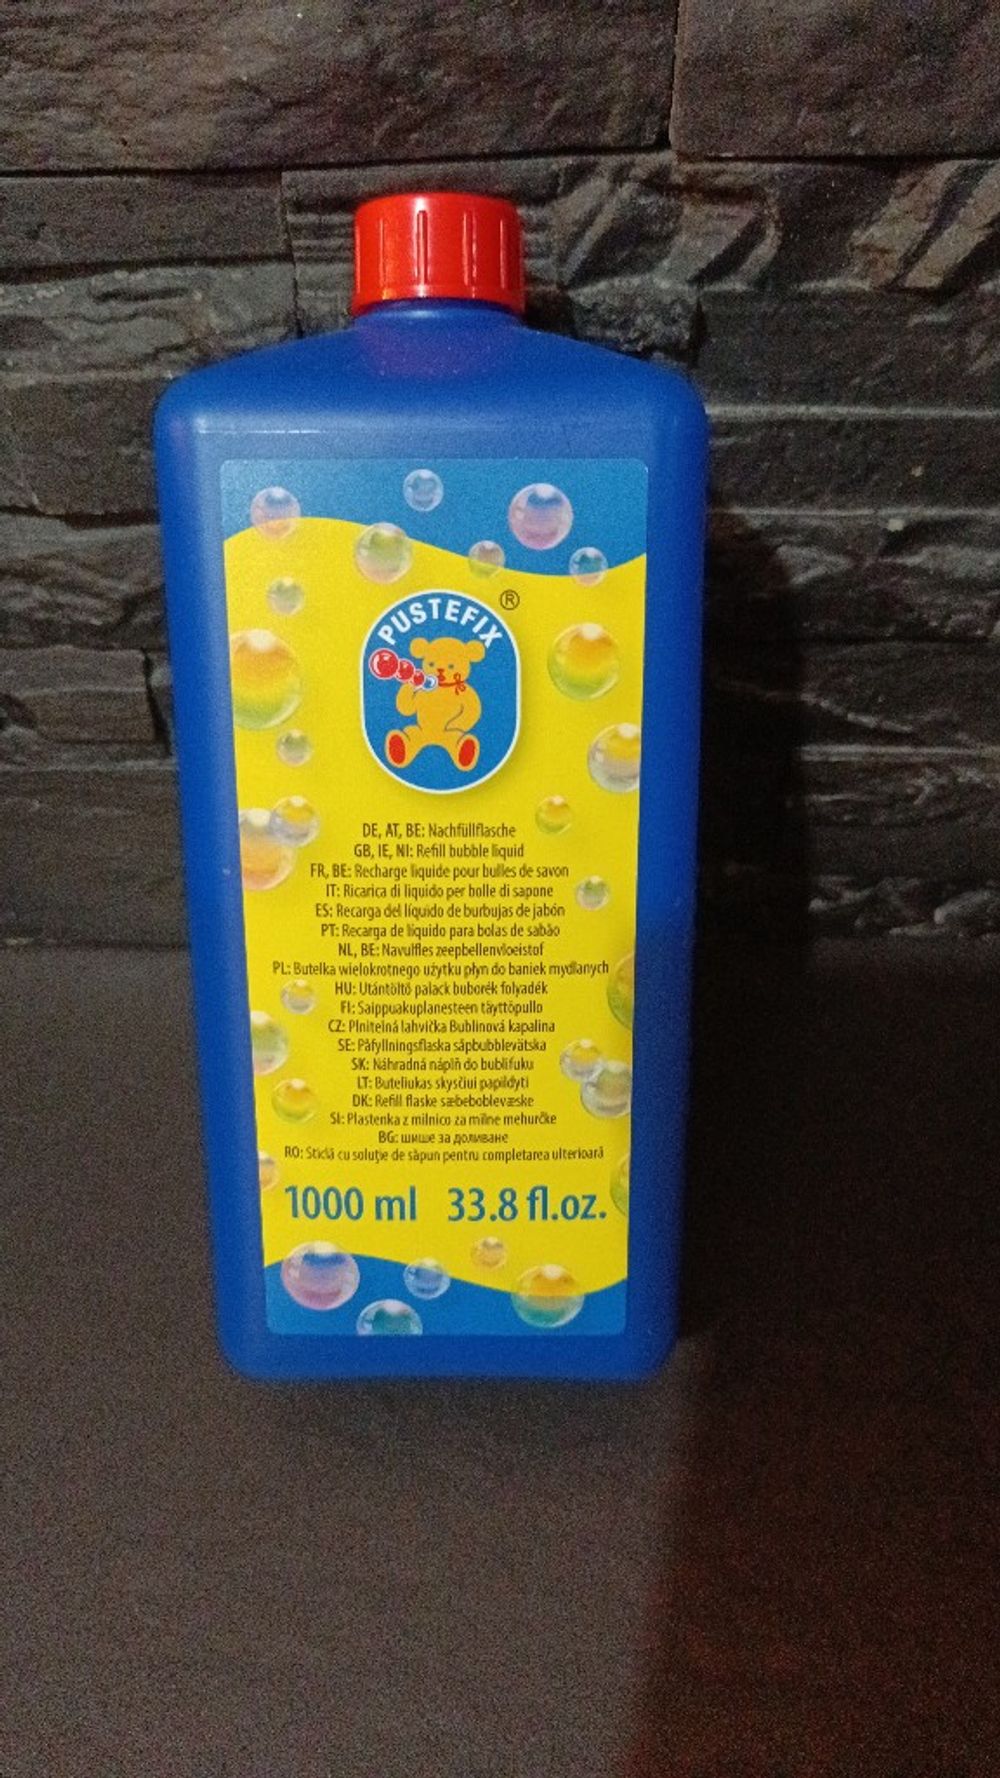 PUSTEFIX ®
DE, AT, BE: Nachfüllflasche
GB, IE, NI: Refill bubble liquid
FR, BE: Recharge liquide pour bulles de savon
IT: Ricarica di liquido per bolle di sapone
ES: Recarga del líquido de burbujas de jabón
PT: Recarga de líquido para bolas de sabão
NL, BE: Navulfles zeepbellenvloeistof
PL: Butelka wielokrotnego użytku płyn do baniek mydlanych
HU: Utántöltő palack buborék folyadék
FI: Saippuakuplanesteen täyttöpullo
CZ: Plnitelná lahvička Bublinová kapalina
SE: Påfyllningsflaska såpbubblevätska
SK: Náhradná náplň do bublifuku
LT: Buteliukas skysčiui papildyti
DK: Refill flaske sæbeboblevæske
SI: Plastenka z milnico za milne mehurčke
BG: шише за доливане
RO: Sticlă cu soluție de săpun pentru completarea ulterioară
1000 ml 33.8 fl.oz.